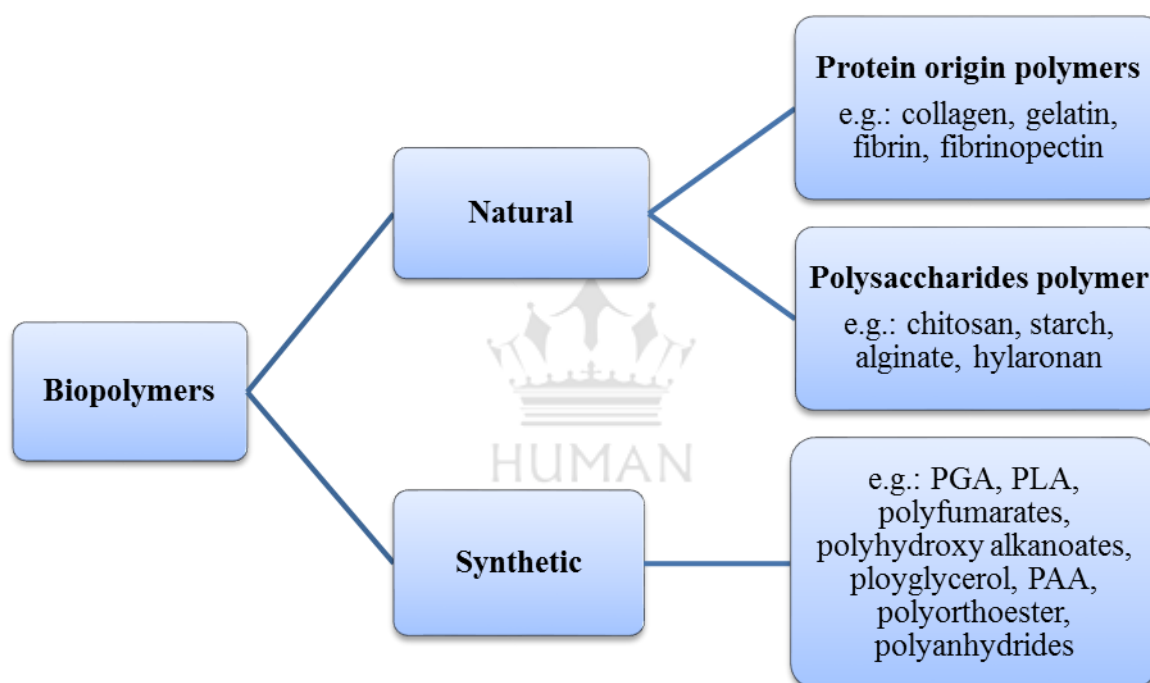 Biopolymers
Natural
Protein origin polymers
e.g.: collagen, gelatin,
fibrin, fibrinopectin
Polysaccharides polymer
e.g.: chitosan, starch,
alginate, hylaronan
HUMAN
Synthetic
e.g.: PGA, PLA,
polyfumarates,
polyhydroxy alkanoates,
ployglycerol, PAA,
polyorthoester,
polyanhydrides